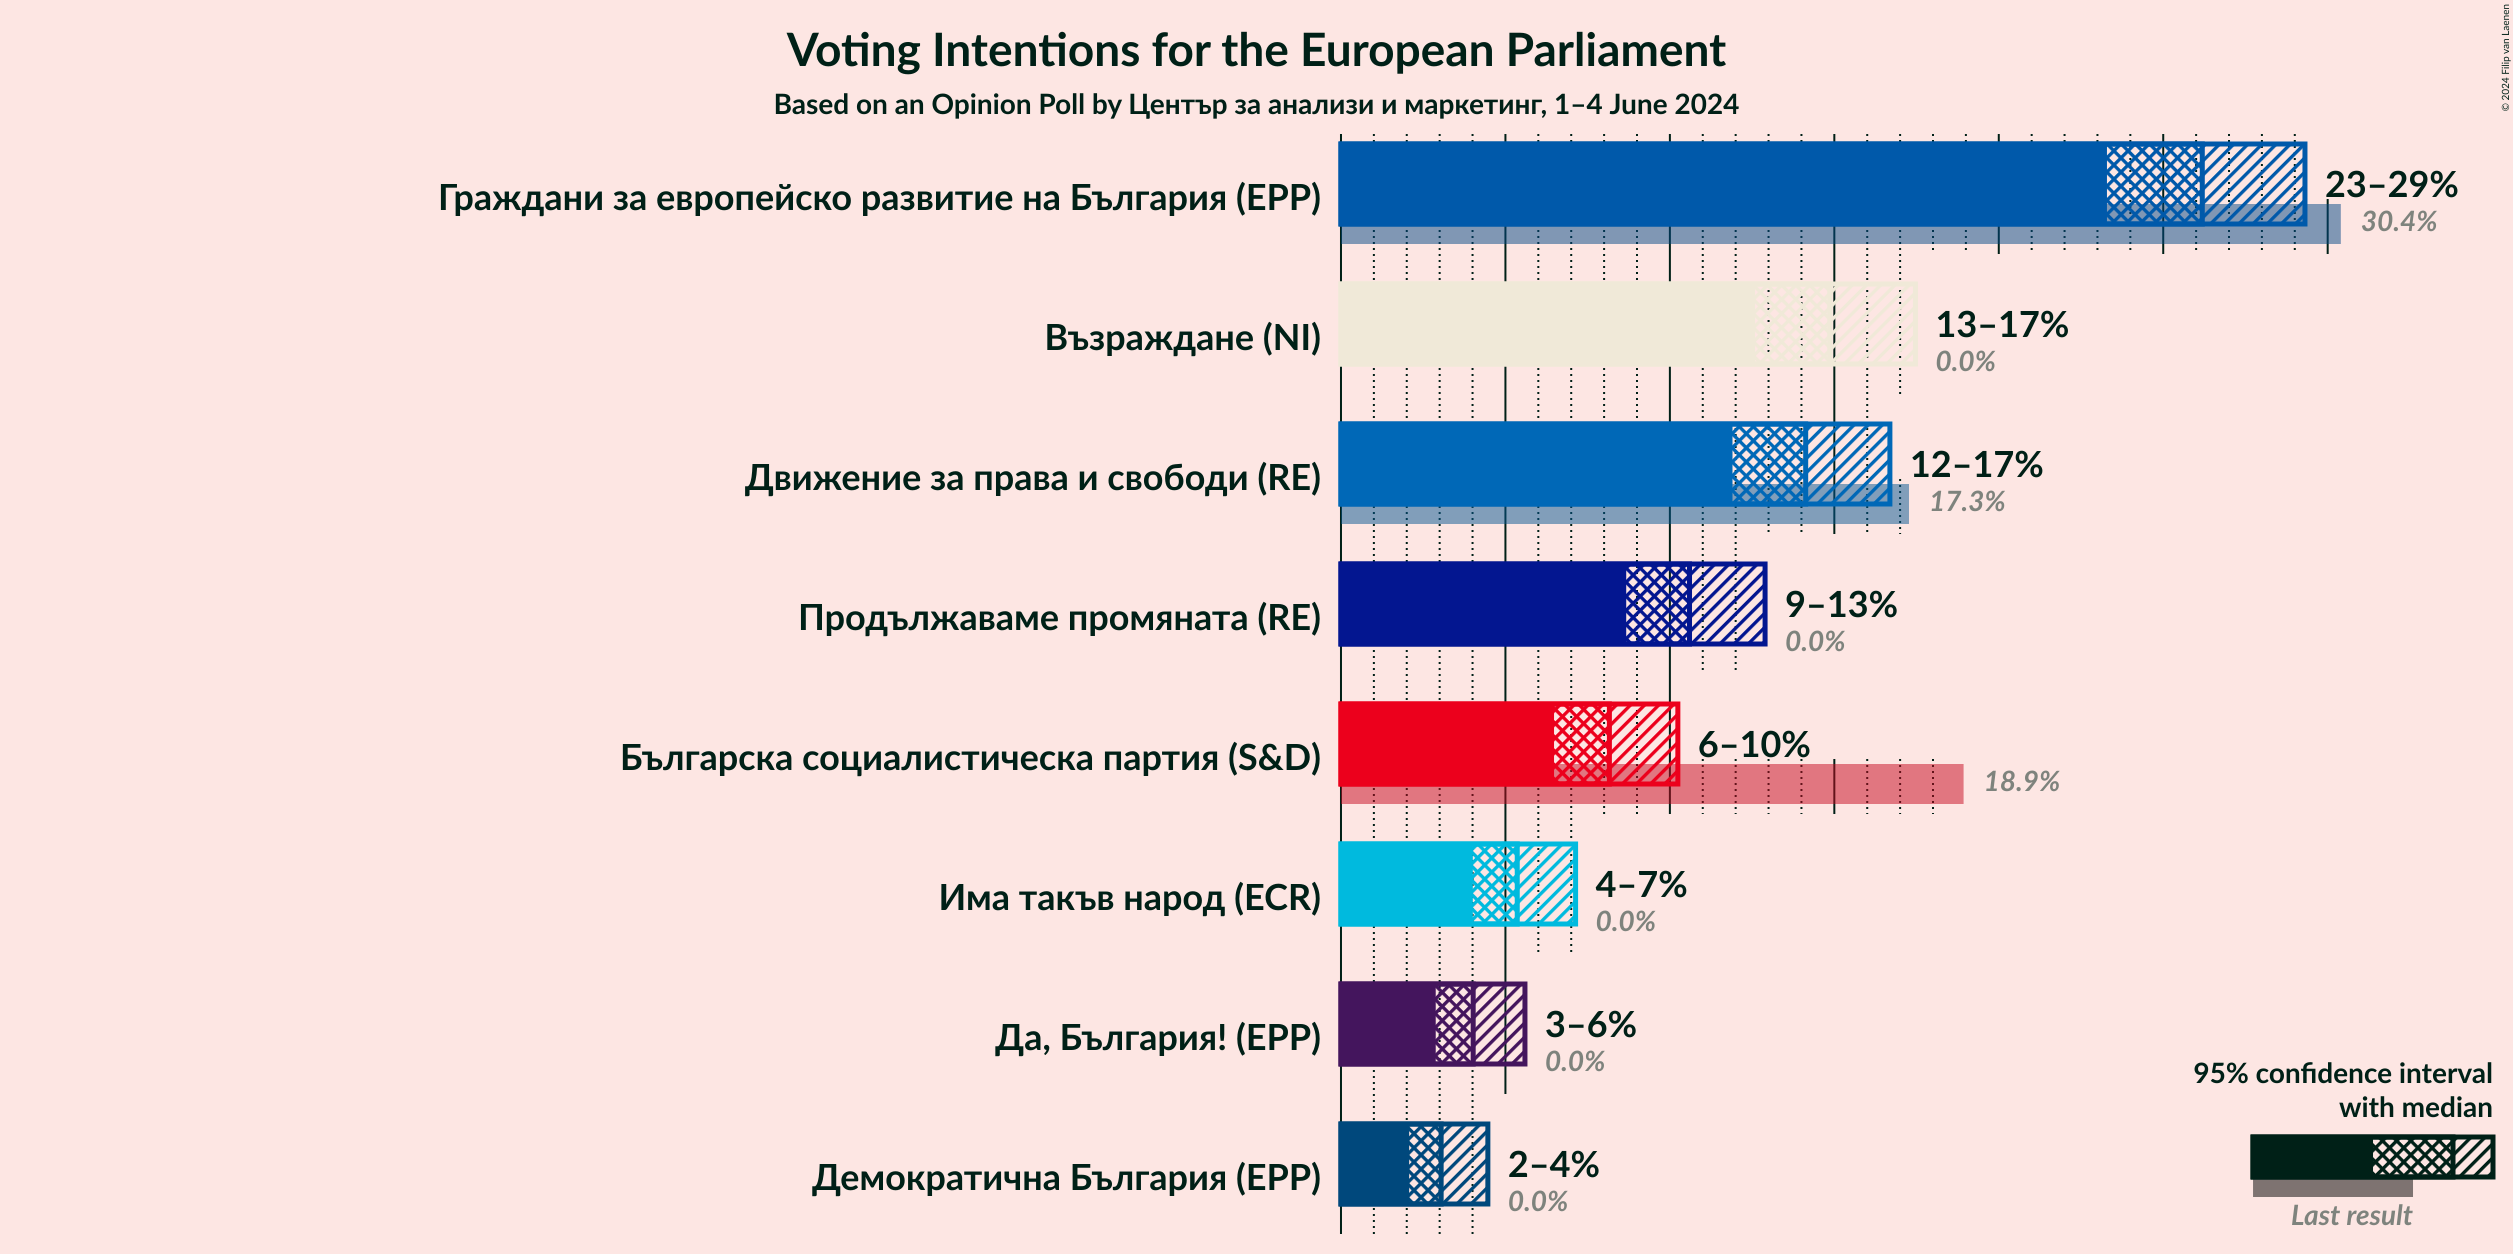 Voting Intentions for the European Parliament
Based on an Opinion Poll by Център за анализи и маркетинг, 1–4 June 2024
© 2024 Filip van Laenen
Граждани за европейско развитие на България (EPP)
23–29%
30.4%
Възраждане (NI)
13–17%
0.0%
Движение за права и свободи (RE)
12–17%
17.3%
Продължаваме промяната (RE)
9–13%
0.0%
Българска социалистическа партия (S&D)
6–10%
18.9%
Има такъв народ (ECR)
4–7%
0.0%
Да, България! (EPP)
3–6%
0.0%
Демократична България (EPP)
2–4%
0.0%
95% confidence interval
with median
Last result